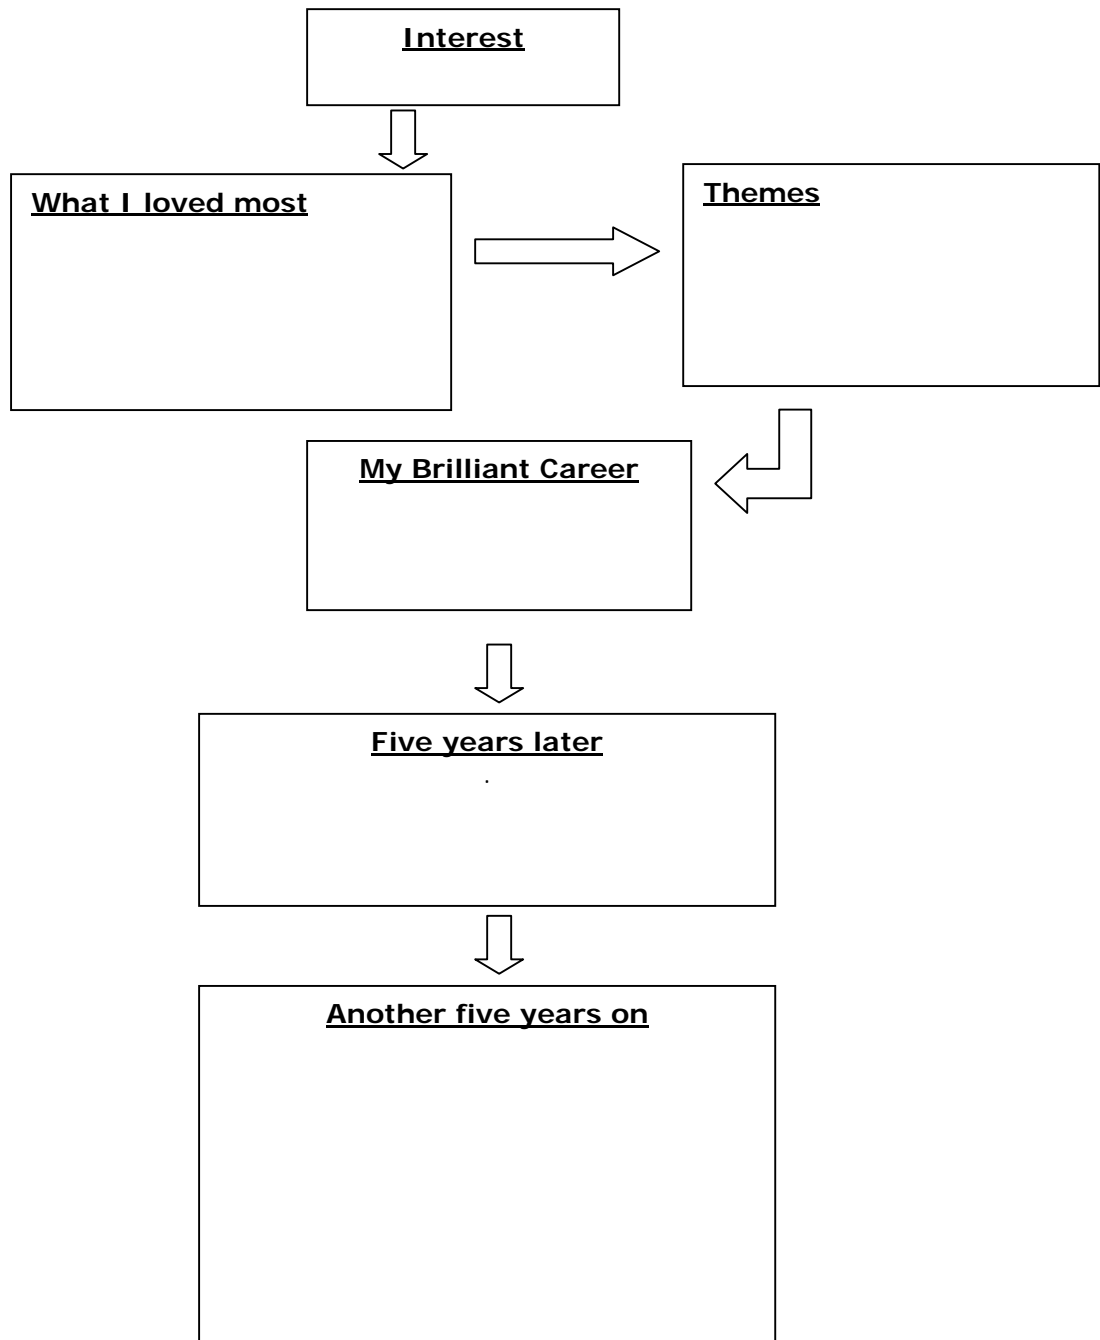 Interest
What I loved most
Themes
My Brilliant Career
Five years later
.
Another five years on